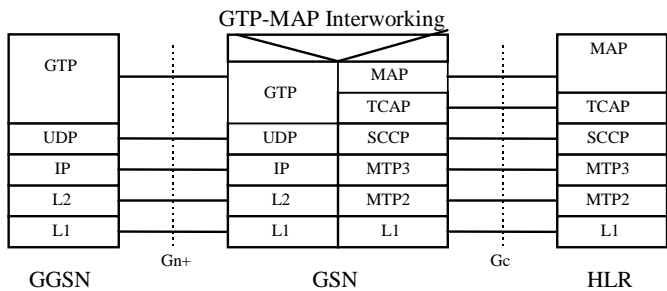 GTP-MAP Interworking
GTP
GTP
MAP
MAP
TCAP
TCAP
UDP
UDP
SCCP
SCCP
IP
IP
MTP3
MTP3
L2
L2
MTP2
MTP2
L1
L1
L1
L1
Gn+
Gc
GGSN
GSN
HLR